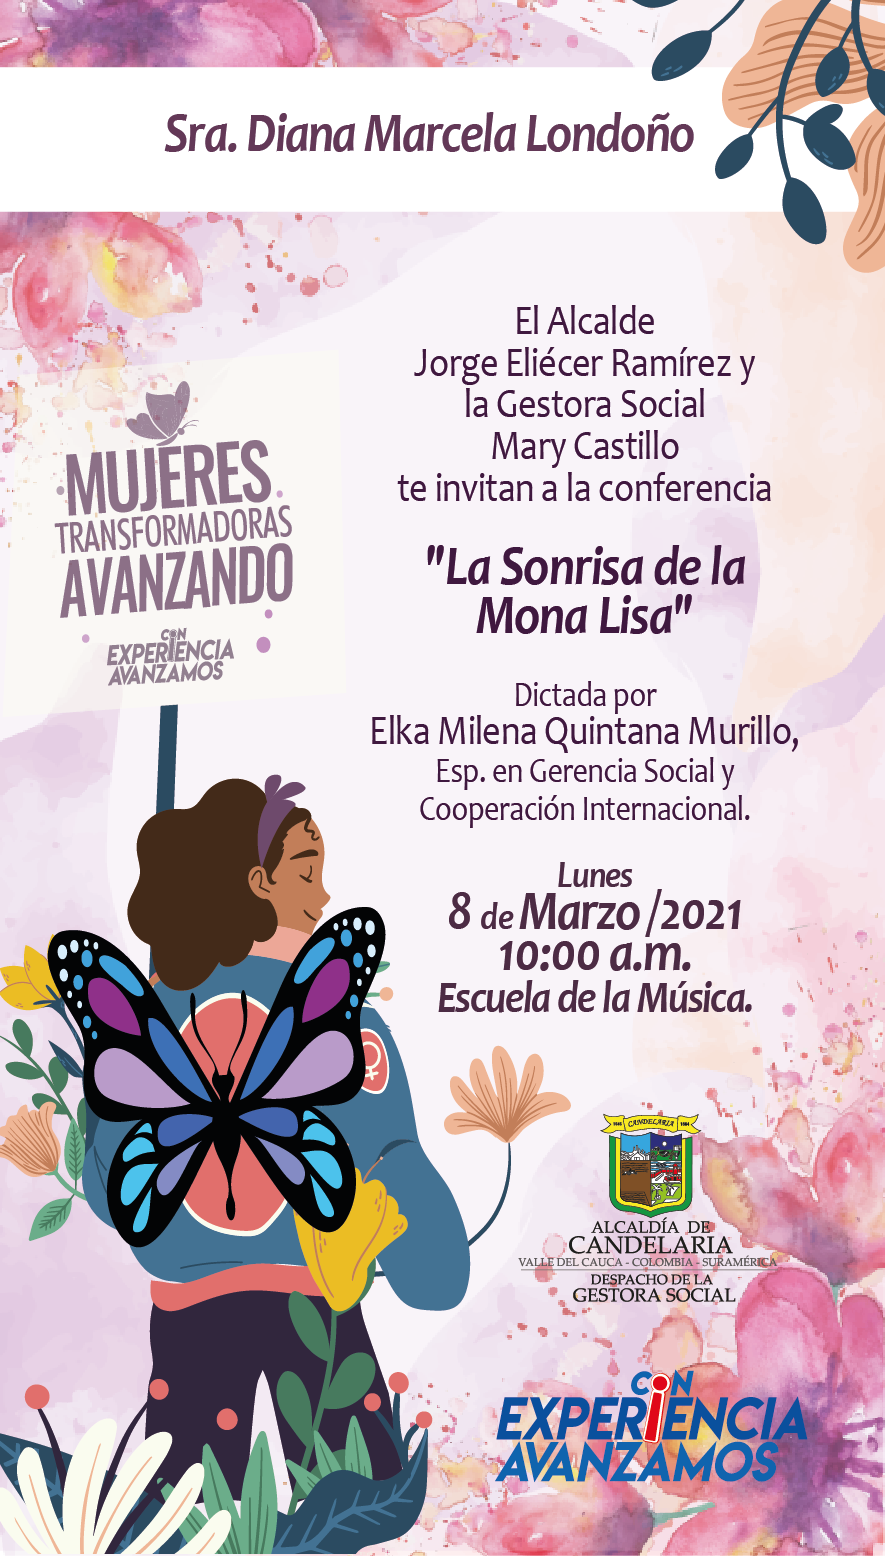 Sra. Diana Marcela Londoño
El Alcalde
Jorge Eliécer Ramírez y
la Gestora Social
Mary Castillo
te invitan a la conferencia
"La Sonrisa de la
Mona Lisa"
Dictada por
Elka Milena Quintana Murillo,
Esp. en Gerencia Social y
Cooperación Internacional.
Lunes
8 de Marzo /2021
10:00 a.m.
Escuela de la Música.
MUJERES
TRANSFORMADORAS
AVANZANDO
CON
EXPERIENCIA
AVANZAMOS
CANDELARIA
ALCALDÍA DE
CANDELARIA
VALLE DEL CAUCA - COLOMBIA - SURAMÉRICA
DESPACHO DE LA
GESTORA SOCIAL
CON
EXPERIENCIA
AVANZAMOS